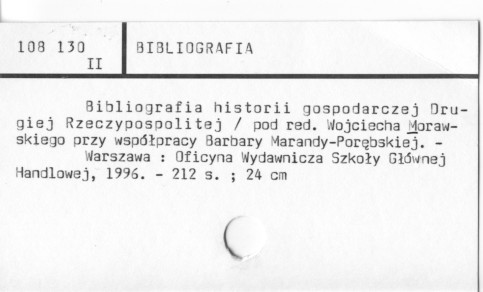 108 130 BIBLIOGRAFIA
II
Bibliografia historii gospodarczej Dru-
giej Rzeczypospolitej / pod red. Wojciecha Moraw-
skiego przy współpracy Barbary Marandy-Porębskiej. -
Warszawa : Oficyna Wydawnicza Szkoły Głównej
Handlowej, 1996. - 212 s. ; 24 cm